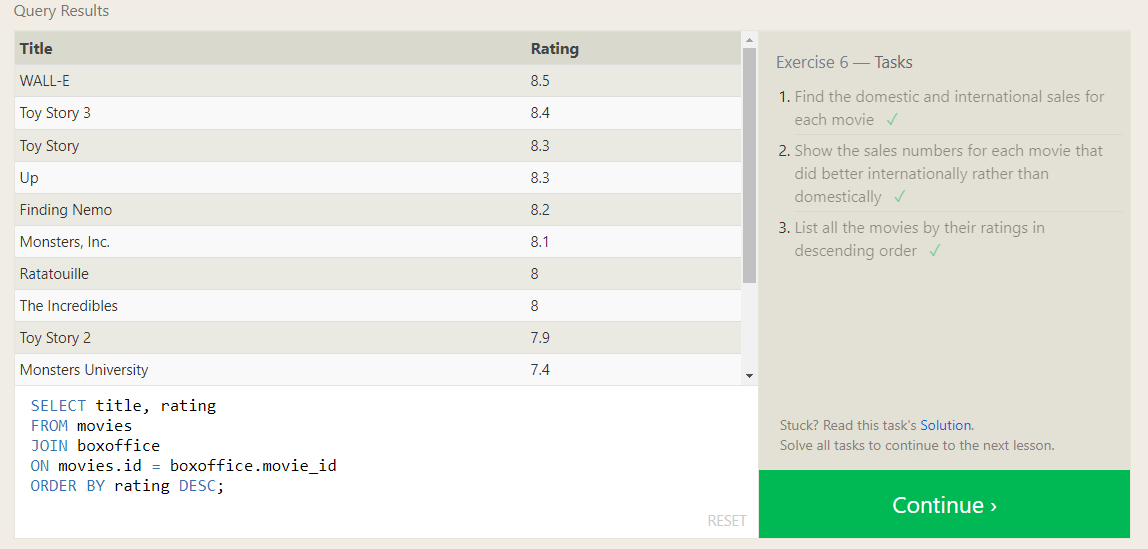 Query Results
Title Rating
WALL-E 8.5
Toy Story 3 8.4
Toy Story 8.3
Up 8.3
Finding Nemo 8.2
Monsters, Inc. 8.1
Ratatouille 8
The Incredibles 8
Toy Story 2 7.9
Monsters University 7.4
SELECT title, rating
FROM movies
JOIN boxoffice
ON movies.id = boxoffice.movie_id
ORDER BY rating DESC;
RESET
Exercise 6 — Tasks
1. Find the domestic and international sales for
each movie ✓
2. Show the sales numbers for each movie that
did better internationally rather than
domestically ✓
3. List all the movies by their ratings in
descending order ✓
Stuck? Read this task's Solution.
Solve all tasks to continue to the next lesson.
Continue ›